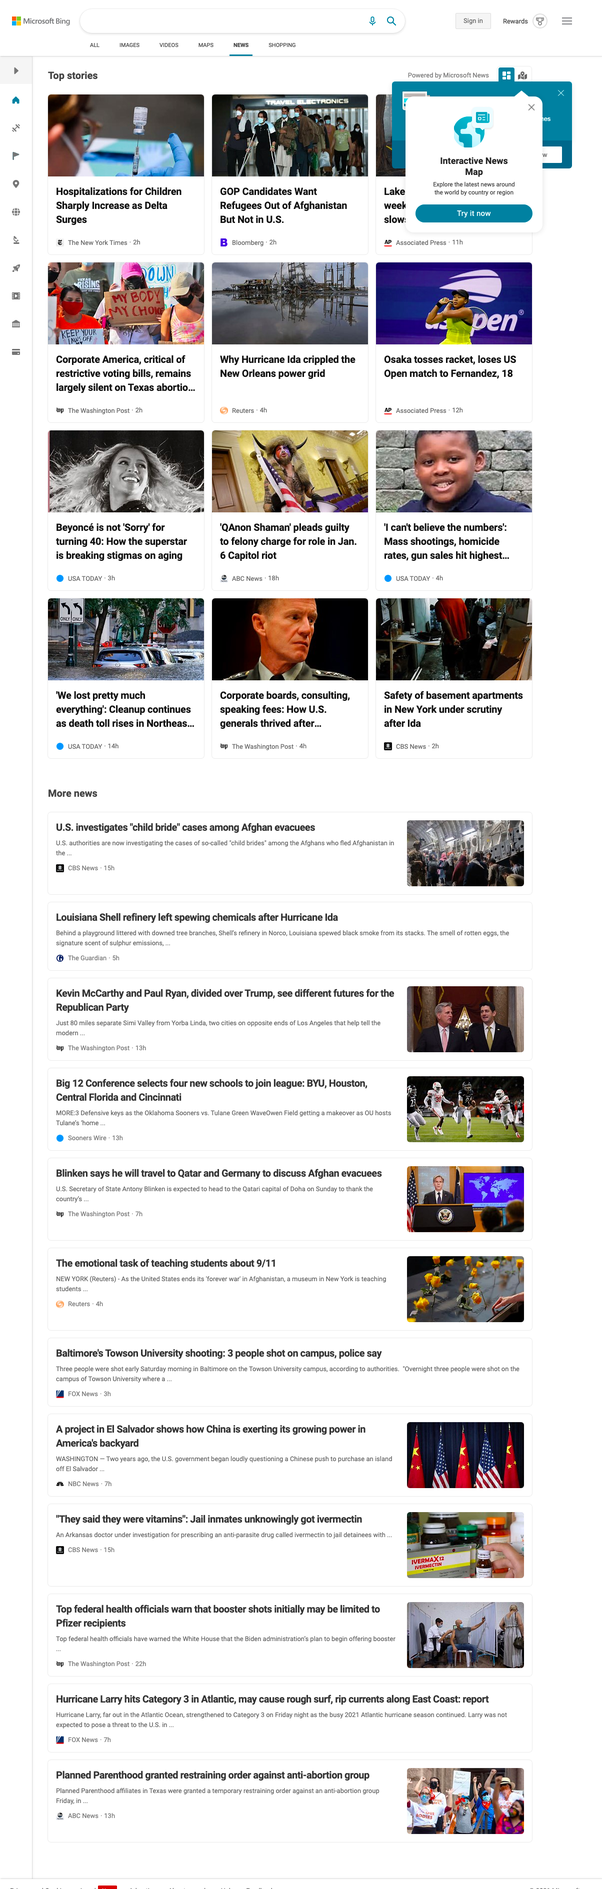 Microsoft Bing
Sign in
Rewards
ALL
IMAGES
VIDEOS
MAPS
NEWS
SHOPPING
Top stories
Powered by Microsoft News
Interactive News
Map
Explore the latest news around
the world by country or region
Try it now
TRAVEL ELECTRONICS
Hospitalizations for Children
Sharply Increase as Delta
Surges
The New York Times · 2h
GOP Candidates Want
Refugees Out of Afghanistan
But Not in U.S.
Bloomberg · 2h
Lake
week
slow
AP Associated Press · 11h
MY BODY
MY CHOICE
Corporate America, critical of
restrictive voting bills, remains
largely silent on Texas abortio...
wp The Washington Post · 2h
Why Hurricane Ida crippled the
New Orleans power grid
Reuters · 4h
Osaka tosses racket, loses US
Open match to Fernandez, 18
AP Associated Press · 12h
Beyoncé is not 'Sorry' for
turning 40: How the superstar
is breaking stigmas on aging
USA TODAY · 3h
'QAnon Shaman' pleads guilty
to felony charge for role in Jan.
6 Capitol riot
ABC News · 18h
'I can't believe the numbers':
Mass shootings, homicide
rates, gun sales hit highest...
USA TODAY · 4h
ONLY ONLY
'We lost pretty much
everything': Cleanup continues
as death toll rises in Northeas...
USA TODAY · 14h
Corporate boards, consulting,
speaking fees: How U.S.
generals thrived after...
wp The Washington Post · 4h
Safety of basement apartments
in New York under scrutiny
after Ida
CBS News · 2h
More news
U.S. investigates "child bride" cases among Afghan evacuees
U.S. authorities are now investigating the cases of so-called "child brides" among the Afghans who fled Afghanistan in
the ...
CBS News · 15h
Louisiana Shell refinery left spewing chemicals after Hurricane Ida
Behind a playground littered with downed tree branches, Shell's refinery in Norco, Louisiana spewed black smoke from its stacks. The smell of rotten eggs, the
signature scent of sulphur emissions, ...
The Guardian · 5h
Kevin McCarthy and Paul Ryan, divided over Trump, see different futures for the
Republican Party
Just 80 miles separate Simi Valley from Yorba Linda, two cities on opposite ends of Los Angeles that help tell the
modern ...
wp The Washington Post · 13h
Big 12 Conference selects four new schools to join league: BYU, Houston,
Central Florida and Cincinnati
MORE:3 Defensive keys as the Oklahoma Sooners vs. Tulane Green WaveOwen Field getting a makeover as OU hosts
Tulane's 'home ...
Sooners Wire · 13h
Blinken says he will travel to Qatar and Germany to discuss Afghan evacuees
U.S. Secretary of State Antony Blinken is expected to head to the Qatari capital of Doha on Sunday to thank the
country's ...
wp The Washington Post · 7h
The emotional task of teaching students about 9/11
NEW YORK (Reuters) - As the United States ends its 'forever war' in Afghanistan, a museum in New York is teaching
students ...
Reuters · 4h
Baltimore's Towson University shooting: 3 people shot on campus, police say
Three people were shot early Saturday morning in Baltimore on the Towson University campus, according to authorities. "Overnight three people were shot on the
campus of Towson University where a ...
FOX News · 3h
A project in El Salvador shows how China is exerting its growing power in
America's backyard
WASHINGTON — Two years ago, the U.S. government began loudly questioning a Chinese push to purchase an island
off El Salvador ...
NBC News · 7h
"They said they were vitamins": Jail inmates unknowingly got ivermectin
An Arkansas doctor under investigation for prescribing an anti-parasite drug called ivermectin to jail detainees with ...
CBS News · 15h
IVERMAX 12
IVERMECTIN
Top federal health officials warn that booster shots initially may be limited to
Pfizer recipients
Top federal health officials have warned the White House that the Biden administration's plan to begin offering booster
...
wp The Washington Post · 22h
Hurricane Larry hits Category 3 in Atlantic, may cause rough surf, rip currents along East Coast: report
Hurricane Larry, far out in the Atlantic Ocean, strengthened to Category 3 on Friday night as the busy 2021 Atlantic hurricane season continued. Larry was not
expected to pose a threat to the U.S. in ...
FOX News · 7h
Planned Parenthood granted restraining order against anti-abortion group
Planned Parenthood affiliates in Texas were granted a temporary restraining order against an anti-abortion group
Friday, in ...
ABC News · 13h